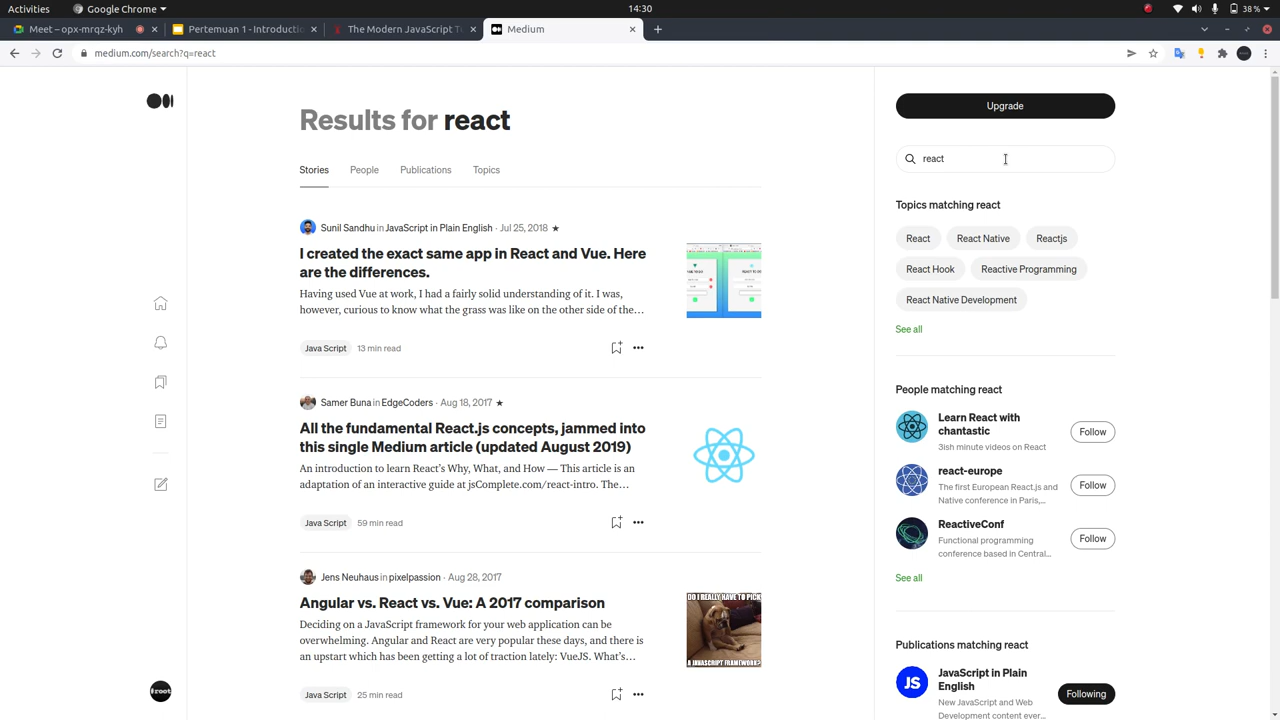 Activities
Google Chrome
14:30
38 %
Meet – opx-mrqz-kyh
Pertemuan 1 - Introductio
The Modern JavaScript T
Medium
medium.com/search?q=react
Results for react
Stories
People
Publications
Topics
Sunil Sandhu in JavaScript in Plain English · Jul 25, 2018 ★
I created the exact same app in React and Vue. Here
are the differences.
Having used Vue at work, I had a fairly solid understanding of it. I was,
however, curious to know what the grass was like on the other side of the…
Java Script
13 min read
Samer Buna in EdgeCoders · Aug 18, 2017 ★
All the fundamental React.js concepts, jammed into
this single Medium article (updated August 2019)
An introduction to learn React’s Why, What, and How — This article is an
adaptation of an interactive guide at jsComplete.com/react-intro. The…
Java Script
59 min read
Jens Neuhaus in pixelpassion · Aug 28, 2017
Angular vs. React vs. Vue: A 2017 comparison
Deciding on a JavaScript framework for your web application can be
overwhelming. Angular and React are very popular these days, and there is
an upstart which has been getting a lot of traction lately: VueJS. What’s…
DO I REALLY HAVE TO PICK
A JAVASCRIPT FRAMEWORK?
Java Script
25 min read
Upgrade
react
Topics matching react
React
React Native
Reactjs
React Hook
Reactive Programming
React Native Development
See all
People matching react
Learn React with
chantastic
3ish minute videos on React
Follow
react-europe
The first European React.js and
Native conference in Paris,…
Follow
ReactiveConf
Functional programming
conference based in Central…
Follow
See all
Publications matching react
JS
JavaScript in Plain
English
New JavaScript and Web
Development content ever…
Following